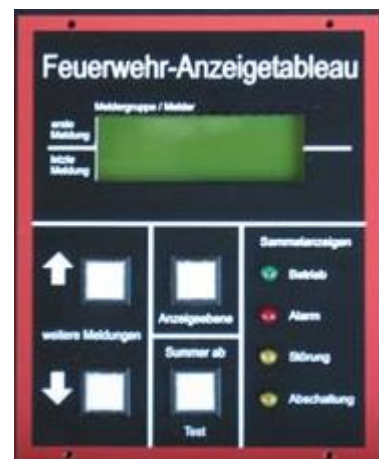 Feuerwehr-Anzeigetableau
Meldergruppe / Melder
erste
Meldung
letzte
Meldung
Sammelanzeigen
Betrieb
Anzeigeebene
Alarm
weitere Meldungen
Summer ab
Störung
Abschaltung
Test